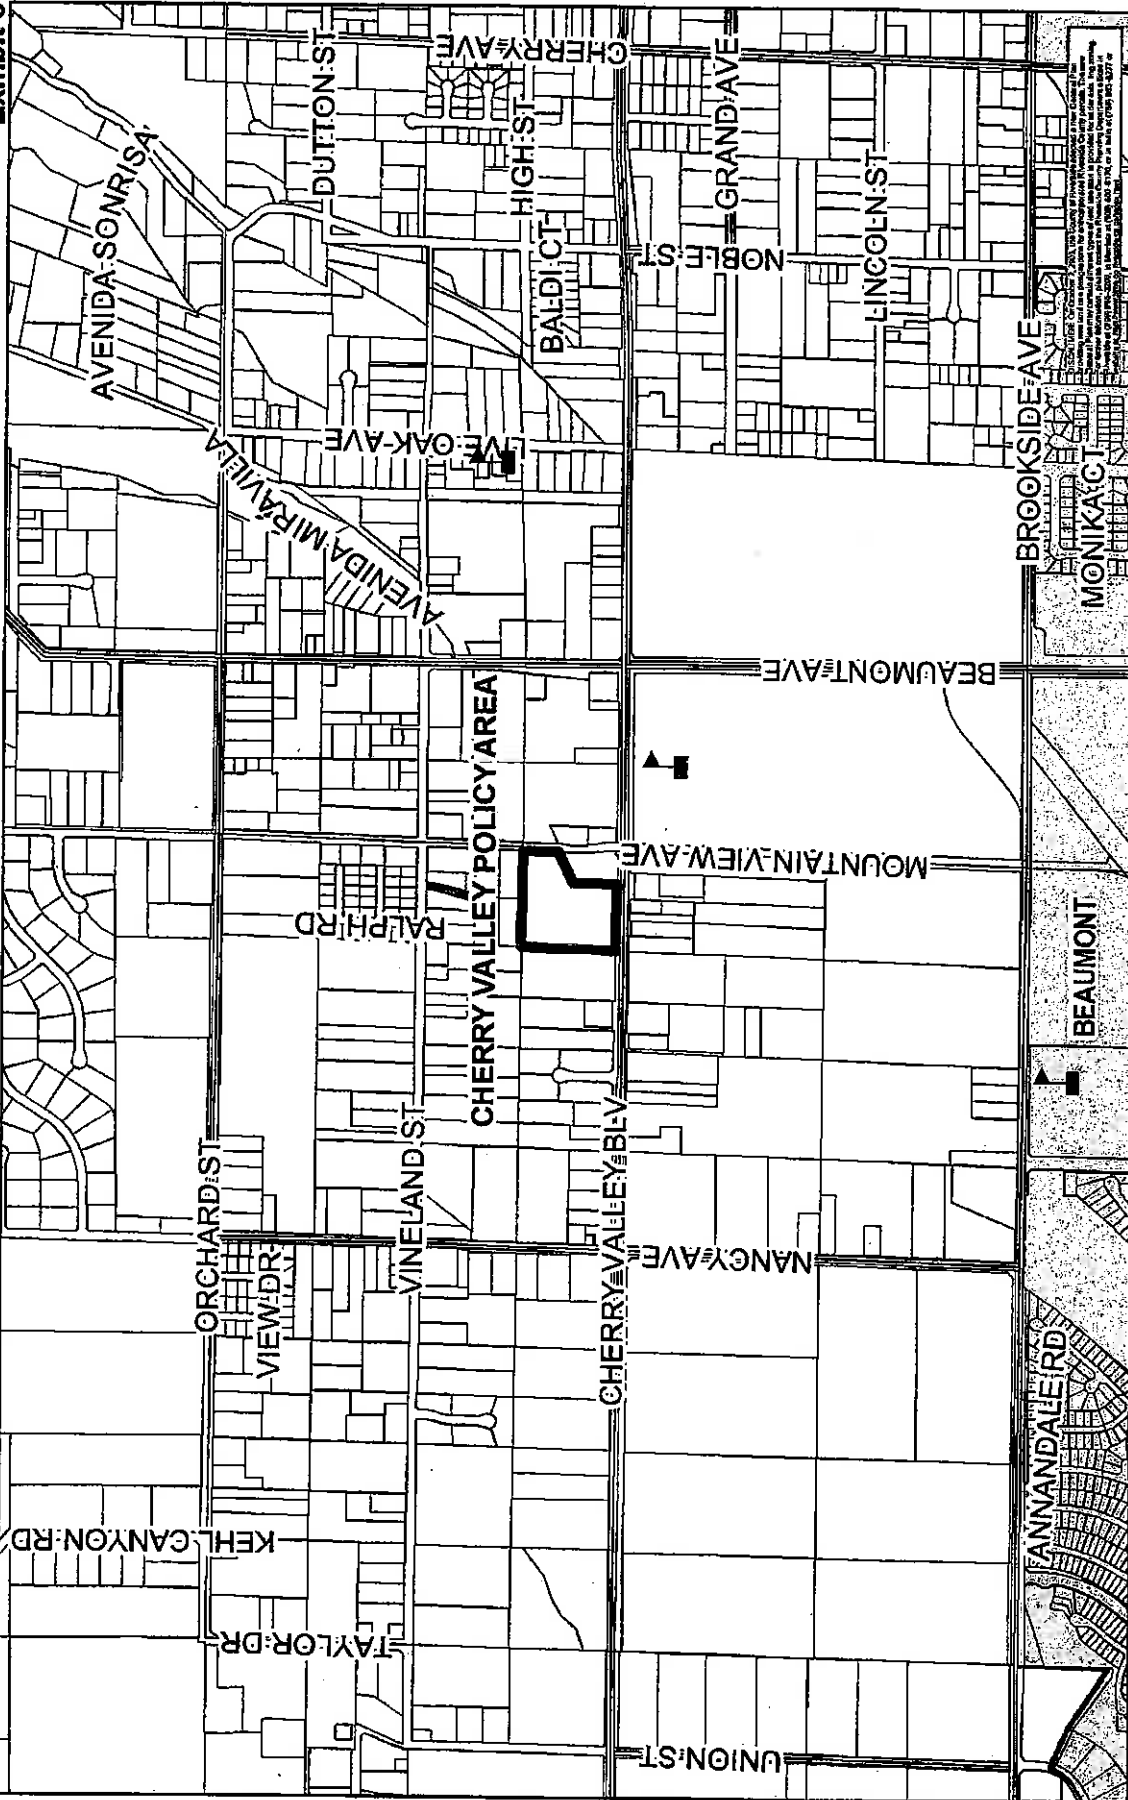 CHERRY AVE
DUTTON ST
HIGH ST
GRAND AVE
AVENIDA SONRISA
LINCOLN ST
BALDI CT
NOBLE ST
LIVE OAK AVE
AVENIDA MIRAVILLA
BROOKSIDE AVE
MONIKA CT
BEAUMONT AVE
CHERRY VALLEY POLICY AREA
MOUNTAIN VIEW AVE
RALPH RD
BEAUMONT
ORCHARD ST
VINELAND ST
CHERRY VALLEY BLV
VIEW DR
NANCY AVE
ANNANDALE RD
KEHL CANYON RD
TAYLOR DR
UNION ST